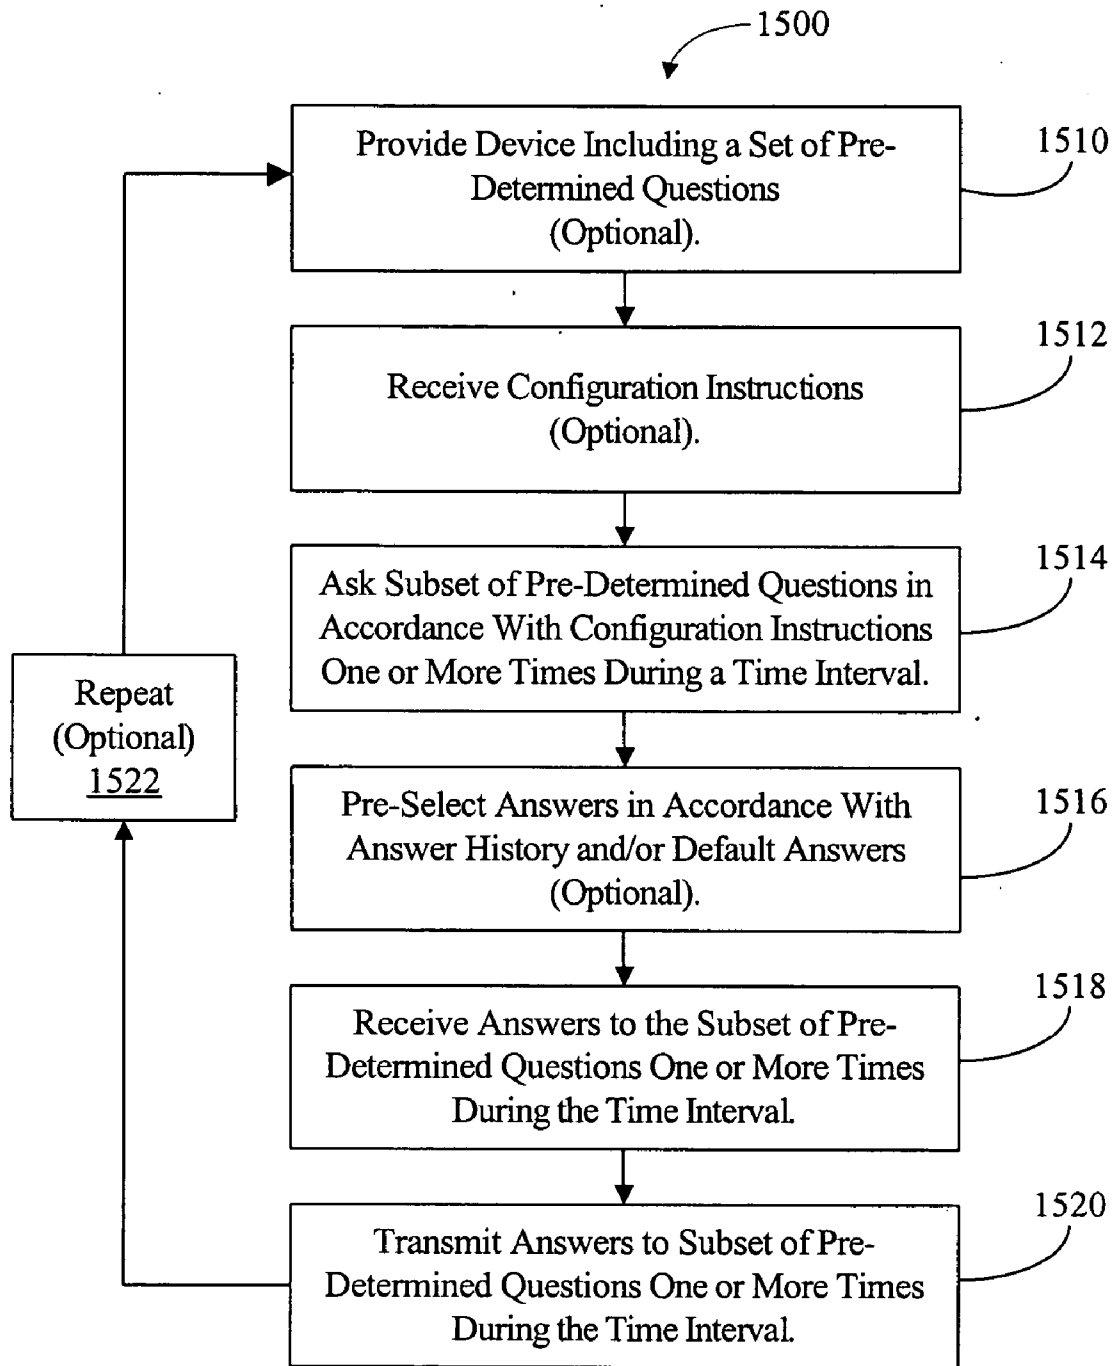 1500
Provide Device Including a Set of Pre-
Determined Questions
(Optional).
1510
Receive Configuration Instructions
(Optional).
1512
Ask Subset of Pre-Determined Questions in
Accordance With Configuration Instructions
One or More Times During a Time Interval.
1514
Repeat
(Optional)
1522
Pre-Select Answers in Accordance With
Answer History and/or Default Answers
(Optional).
1516
Receive Answers to the Subset of Pre-
Determined Questions One or More Times
During the Time Interval.
1518
Transmit Answers to Subset of Pre-
Determined Questions One or More Times
During the Time Interval.
1520